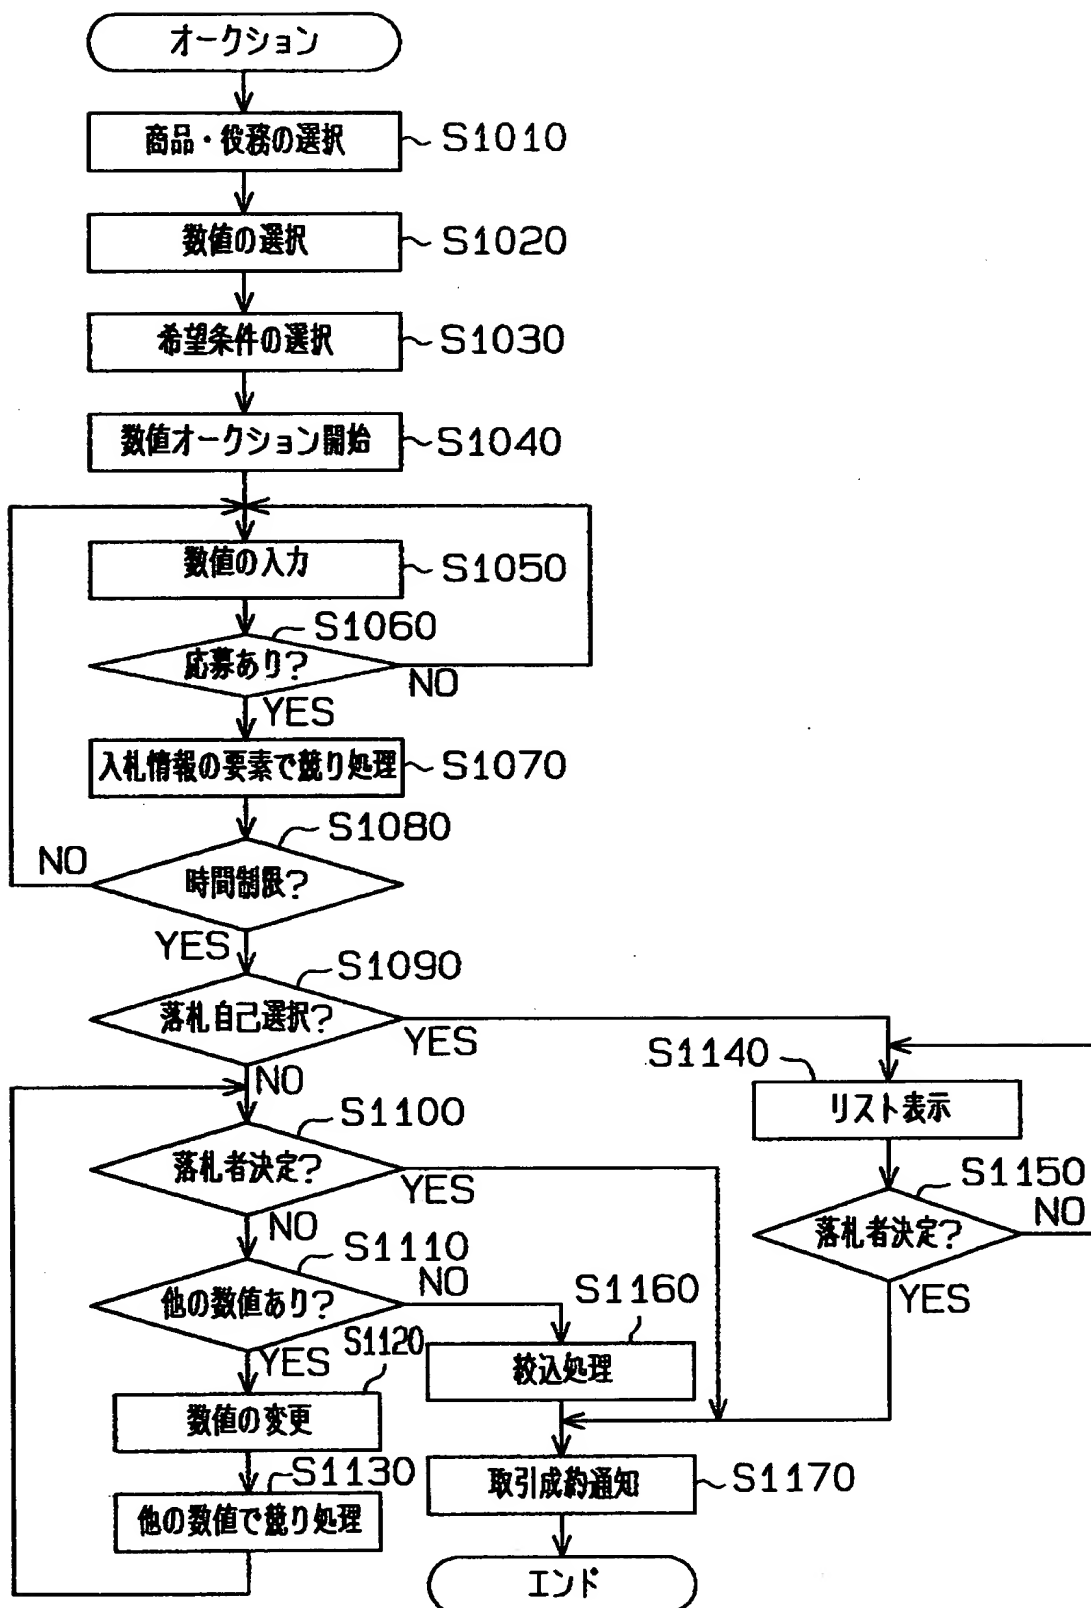 オークション
商品・役務の選択
S1010
数値の選択
S1020
希望条件の選択
S1030
数値オークション開始
S1040
数値の入力
S1050
S1060
応募あり?
NO
YES
入札情報の要素で競り処理
S1070
S1080
NO
時間制限?
YES
S1090
落札自己選択?
YES
NO
S1140
リスト表示
S1100
落札者決定?
YES
NO
S1150
落札者決定?
NO
YES
S1110
他の数値あり?
NO
YES
S1160
絞込処理
S1120
数値の変更
S1130
他の数値で競り処理
取引成約通知
S1170
エンド